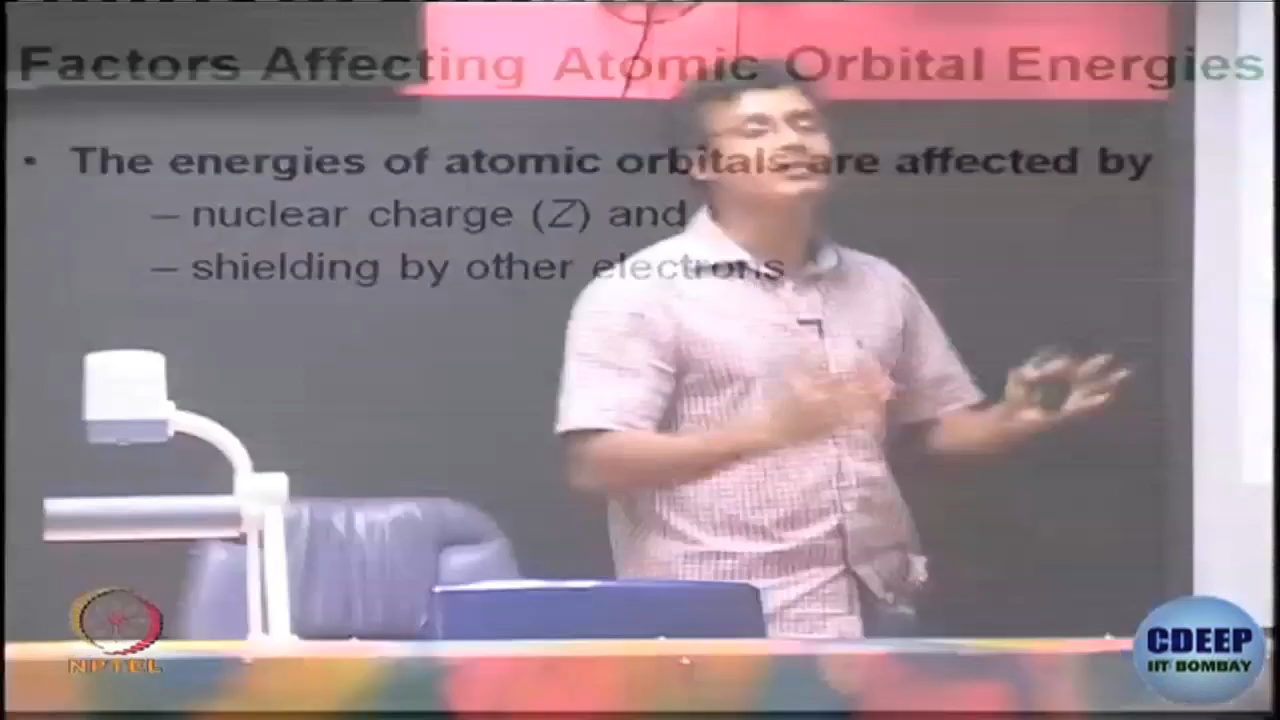 Factors Affecting Atomic Orbital Energies
• The energies of atomic orbitals are affected by
– nuclear charge (Z) and
– shielding by other electrons
NPTEL
CDEEP
IIT BOMBAY